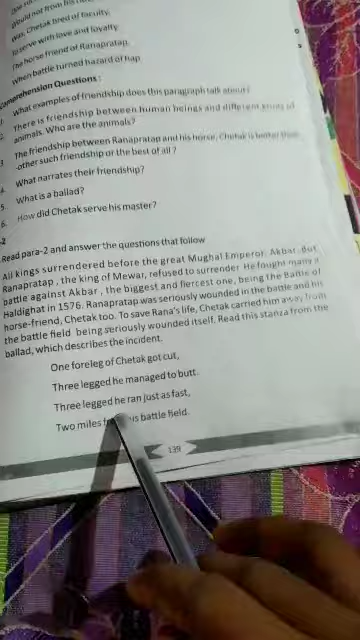 Would not from his
was, Chetak bred of faculty.
To serve with love and loyalty
The horse friend of Ranapratap,
When battle turned hazard of hap
Comprehension Questions :
What examples of friendship does this paragraph talk about?
There is friendship between human beings and different kinds of
animals. Who are the animals?
3 The friendship between Ranapratap and his horse, Chetak is better than
other such friendship or the best of all ?
What narrates their friendship?
5. What is a ballad?
6. How did Chetak serve his master?
2
Read para-2 and answer the questions that follow
All kings surrendered before the great Mughal Emperor, Akbar. But
Ranapratap , the king of Mewar, refused to surrender He fought many a
battle against Akbar , the biggest and fiercest one, being the Battle of
Haldighat in 1576. Ranapratap was seriously wounded in the battle and his
horse-friend, Chetak too. To save Rana's life, Chetak carried him away from
the battle field being seriously wounded itself. Read this stanza from the
ballad, which describes the incident.
One foreleg of Chetak got cut,
Three legged he managed to butt.
Three legged he ran just as fast,
Two miles battle field.
139